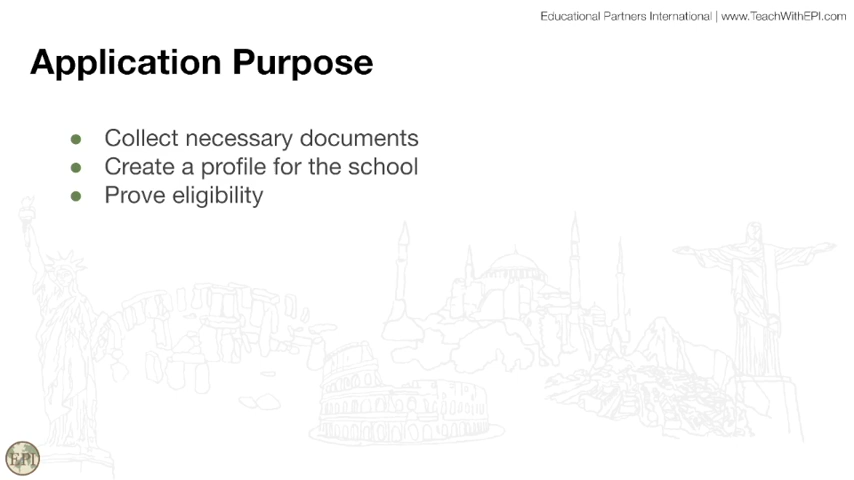 Educational Partners International | www.TeachWithEPI.com
Application Purpose
● Collect necessary documents
● Create a profile for the school
● Prove eligibility
EPI